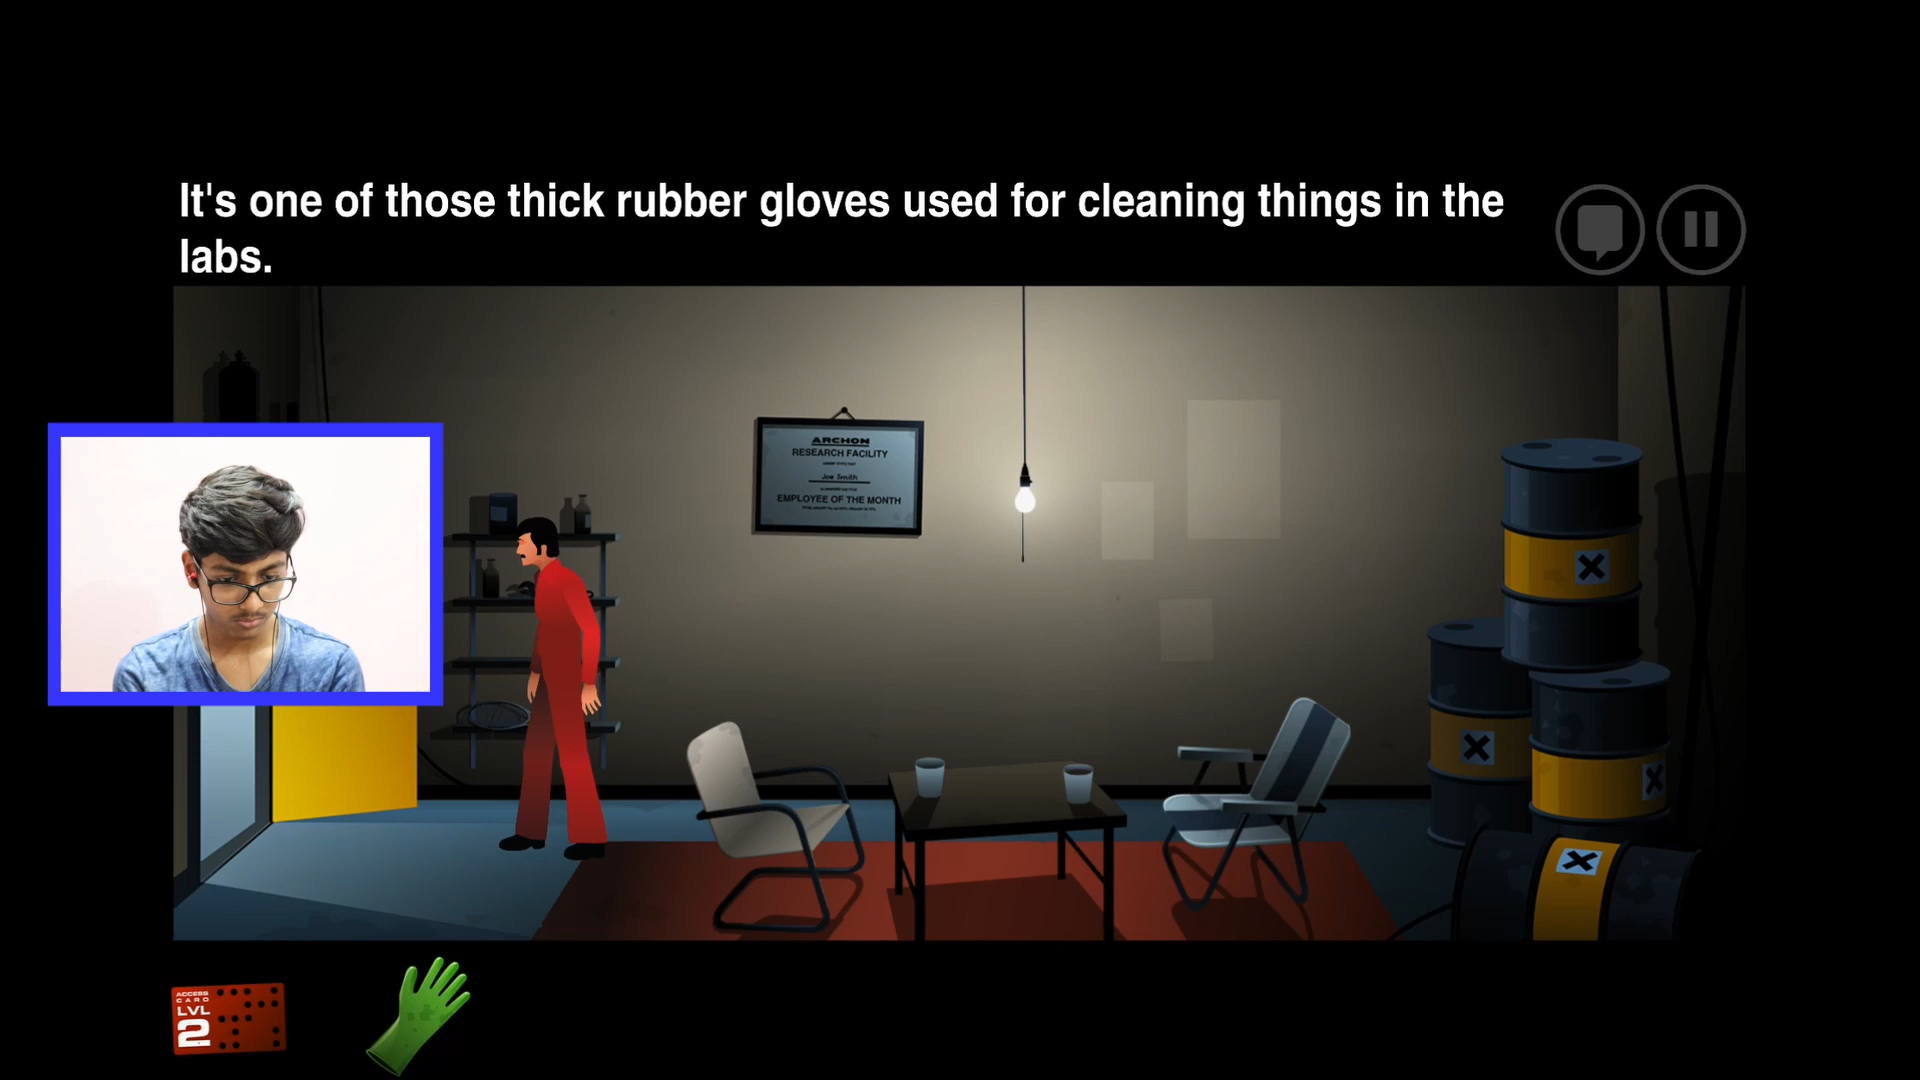 It's one of those thick rubber gloves used for cleaning things in the
labs.
ARCHON
RESEARCH FACILITY
Joe Smith
EMPLOYEE OF THE MONTH
ACCESS
CARD
LVL
2